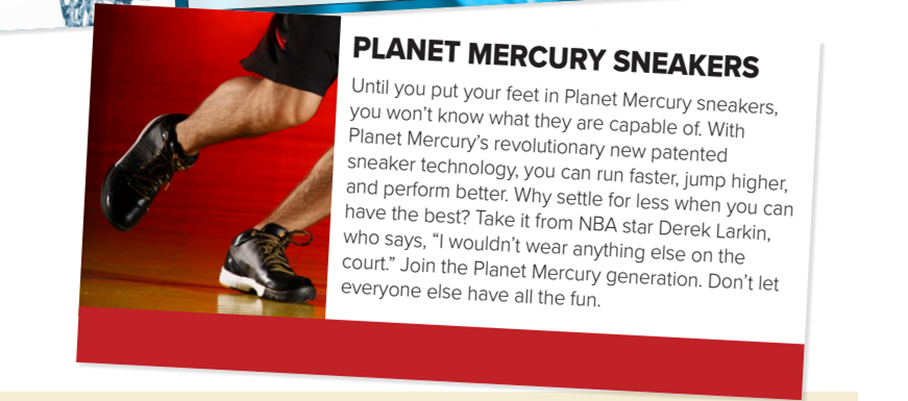 PLANET MERCURY SNEAKERS
Until you put your feet in Planet Mercury sneakers,
you won't know what they are capable of. With
Planet Mercury's revolutionary new patented
sneaker technology, you can run faster, jump higher,
and perform better. Why settle for less when you can
have the best? Take it from NBA star Derek Larkin,
who says, “I wouldn't wear anything else on the
court.” Join the Planet Mercury generation. Don't let
everyone else have all the fun.